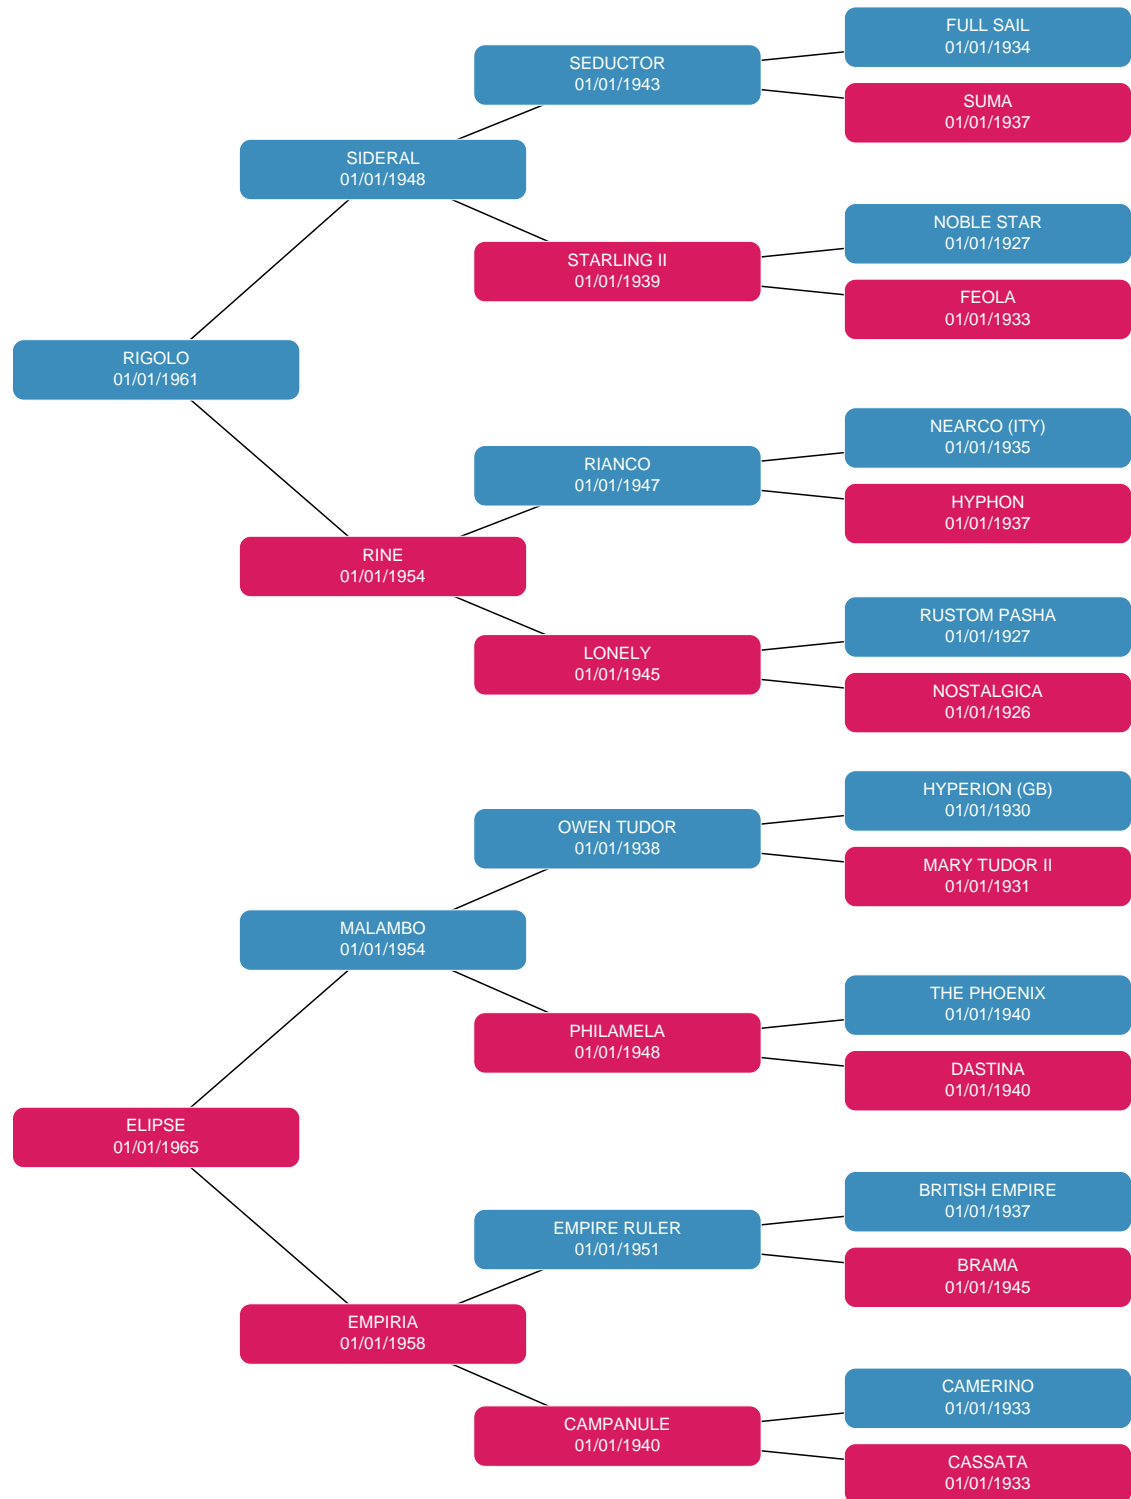 FULL SAIL
01/01/1934
SEDUCTOR
01/01/1943
SUMA
01/01/1937
SIDERAL
01/01/1948
NOBLE STAR
01/01/1927
STARLING II
01/01/1939
FEOLA
01/01/1933
RIGOLO
01/01/1961
NEARCO (ITY)
01/01/1935
RIANCO
01/01/1947
HYPHON
01/01/1937
RINE
01/01/1954
RUSTOM PASHA
01/01/1927
LONELY
01/01/1945
NOSTALGICA
01/01/1926
HYPERION (GB)
01/01/1930
OWEN TUDOR
01/01/1938
MARY TUDOR II
01/01/1931
MALAMBO
01/01/1954
THE PHOENIX
01/01/1940
PHILAMELA
01/01/1948
DASTINA
01/01/1940
ELIPSE
01/01/1965
BRITISH EMPIRE
01/01/1937
EMPIRE RULER
01/01/1951
BRAMA
01/01/1945
EMPIRIA
01/01/1958
CAMERINO
01/01/1933
CAMPANULE
01/01/1940
CASSATA
01/01/1933